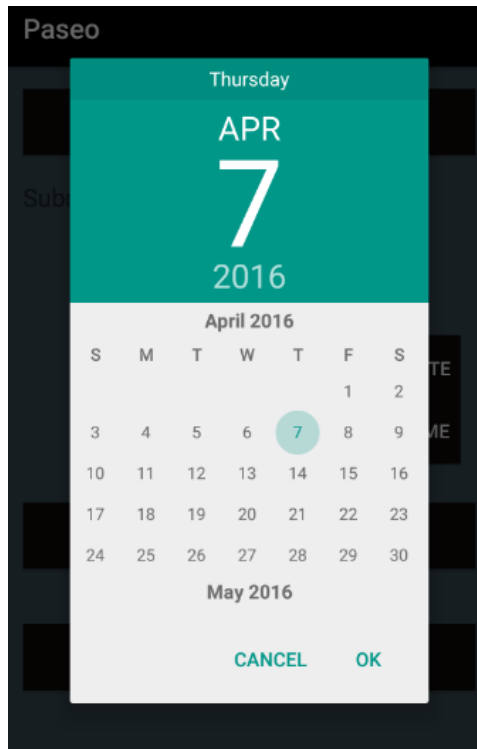 Paseo
Thursday
APR
7
2016
April 2016
S M T W T F S
1 2
3 4 5 6 7 8 9
10 11 12 13 14 15 16
17 18 19 20 21 22 23
24 25 26 27 28 29 30
May 2016
CANCEL OK